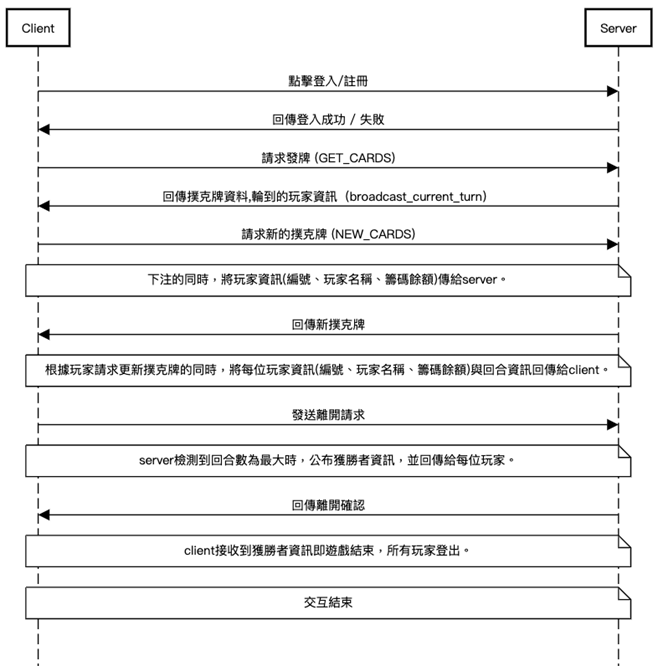 Client
Server
點擊登入/註冊
回傳登入成功 / 失敗
請求發牌 (GET_CARDS)
回傳撲克牌資料,輪到的玩家資訊（broadcast_current_turn）
請求新的撲克牌 (NEW_CARDS)
下注的同時，將玩家資訊(編號、玩家名稱、籌碼餘額)傳給server。
回傳新撲克牌
根據玩家請求更新撲克牌的同時，將每位玩家資訊(編號、玩家名稱、籌碼餘額)與回合資訊回傳給client。
發送離開請求
server檢測到回合數為最大時，公布獲勝者資訊，並回傳給每位玩家。
回傳離開確認
client接收到獲勝者資訊即遊戲結束，所有玩家登出。
交互結束